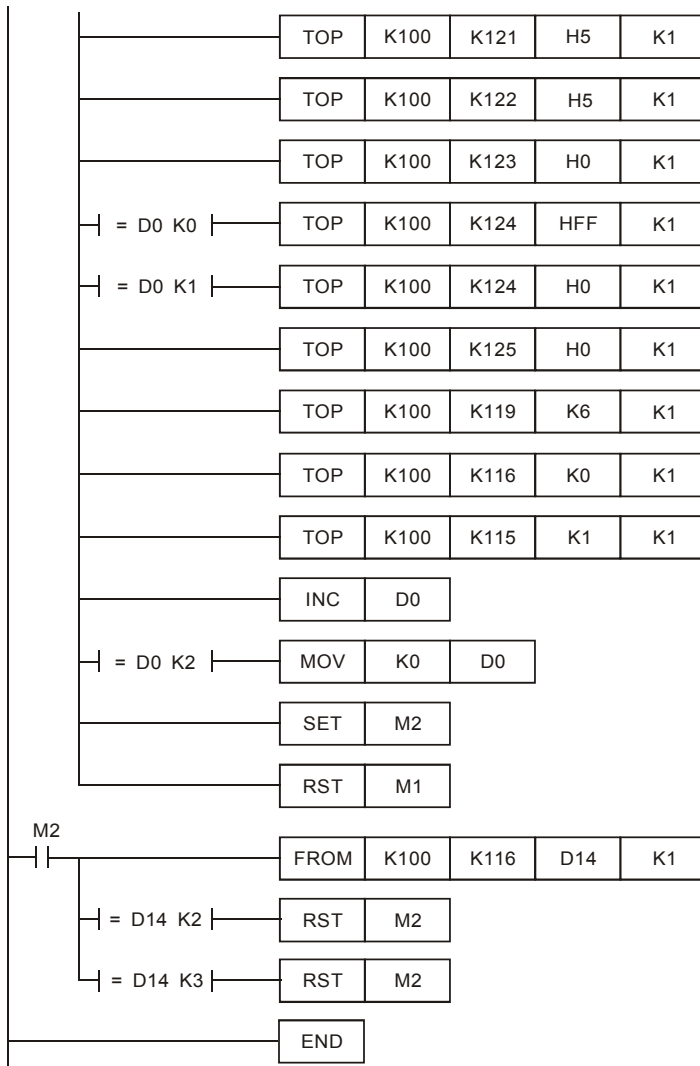 TOP K100 K121 H5 K1
TOP K100 K122 H5 K1
TOP K100 K123 H0 K1
= D0 K0 TOP K100 K124 HFF K1
= D0 K1 TOP K100 K124 H0 K1
TOP K100 K125 H0 K1
TOP K100 K119 K6 K1
TOP K100 K116 K0 K1
TOP K100 K115 K1 K1
INC D0
= D0 K2 MOV K0 D0
SET M2
RST M1
M2
FROM K100 K116 D14 K1
= D14 K2 RST M2
= D14 K3 RST M2
END